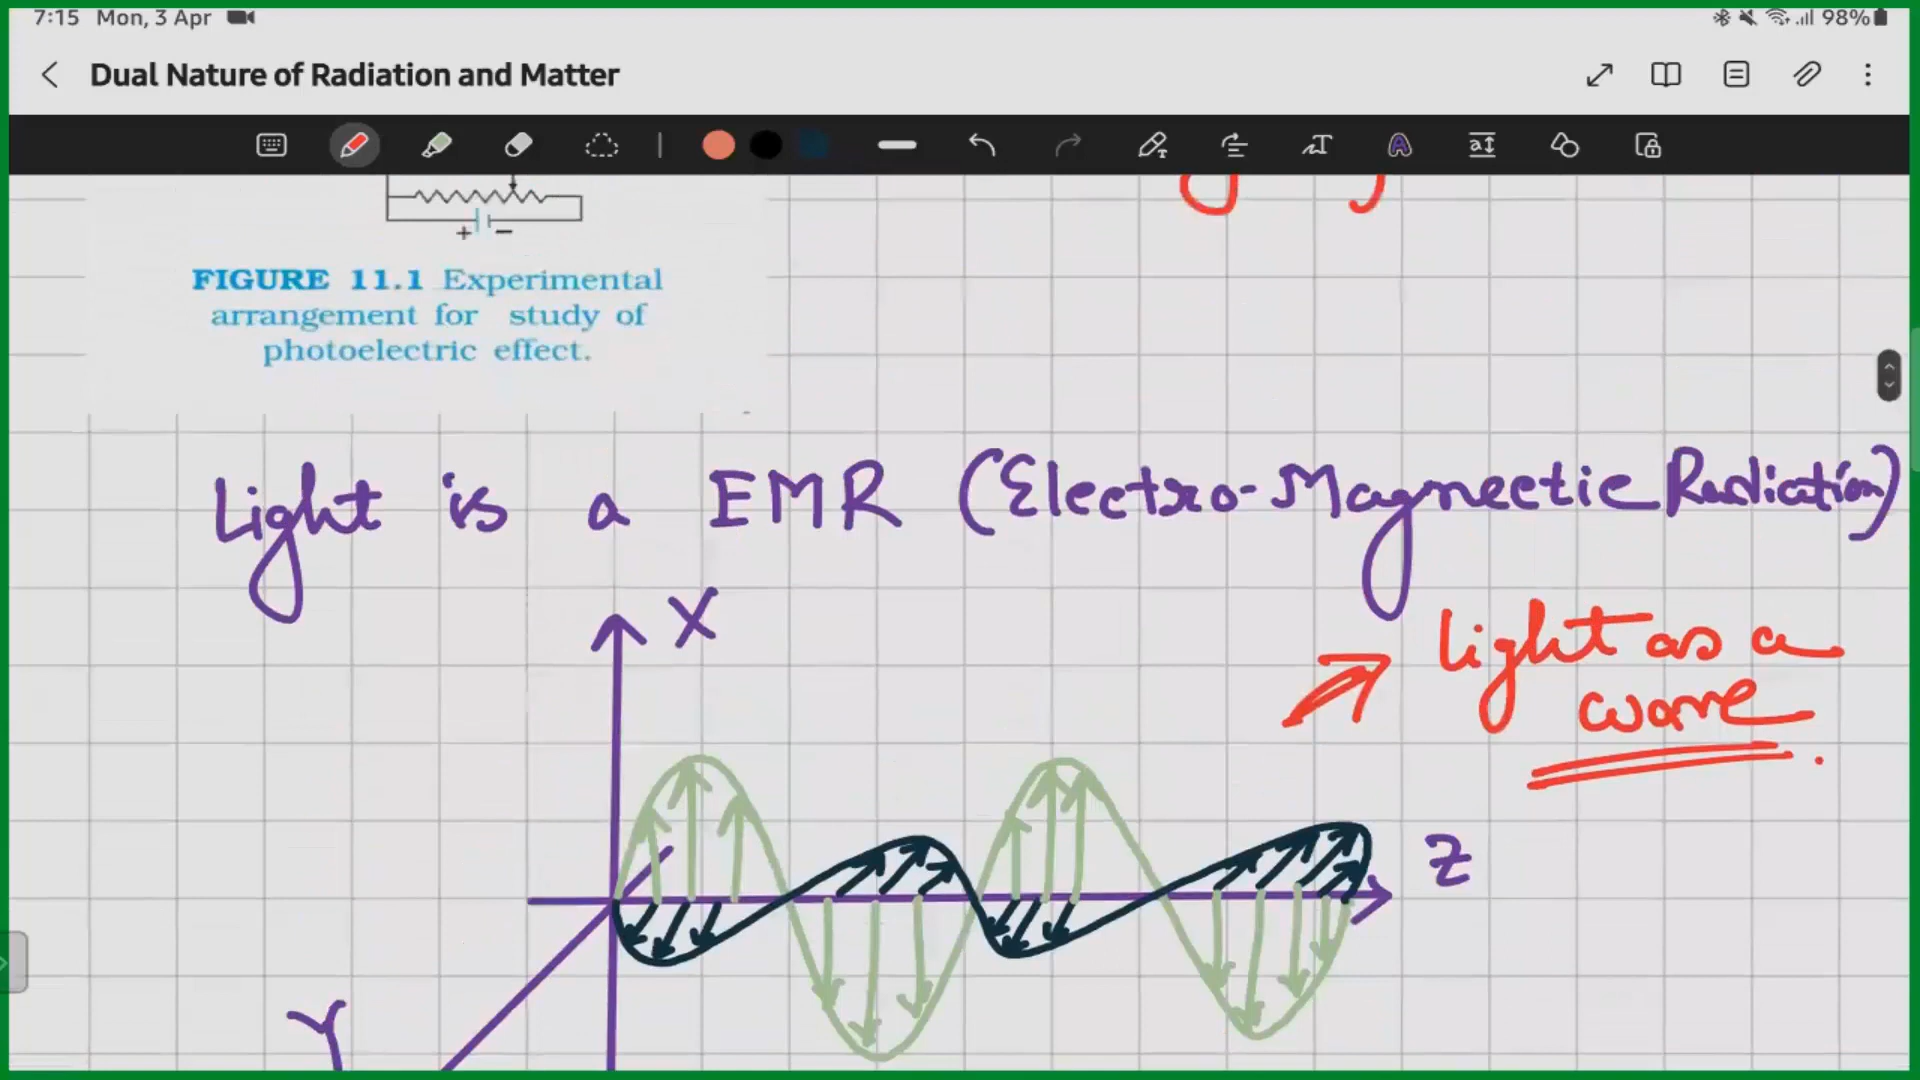 7:15 Mon, 3 Apr
98%
Dual Nature of Radiation and Matter
+ −
FIGURE 11.1 Experimental
arrangement for study of
photoelectric effect.
Light is a EMR (Electro-Magnectic Radiation)
X
light as a
wave
Z
Y